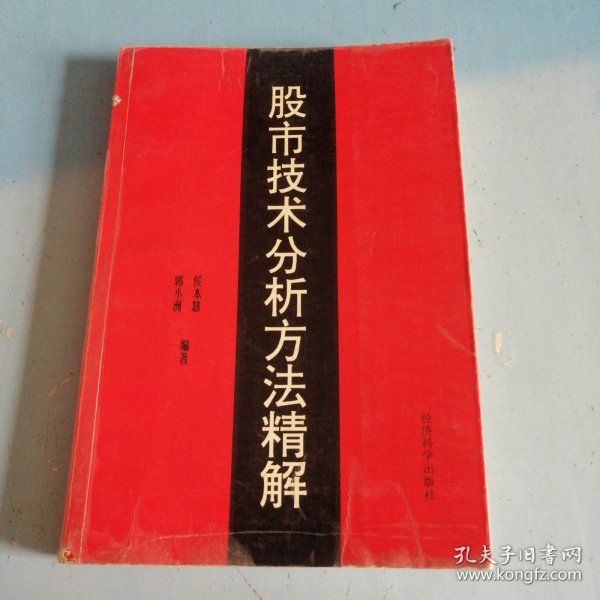 股市技术分析方法精解
侯本慧
郭小洲
编著
经济科学出版社
孔夫子旧书网
www.kongfz.com